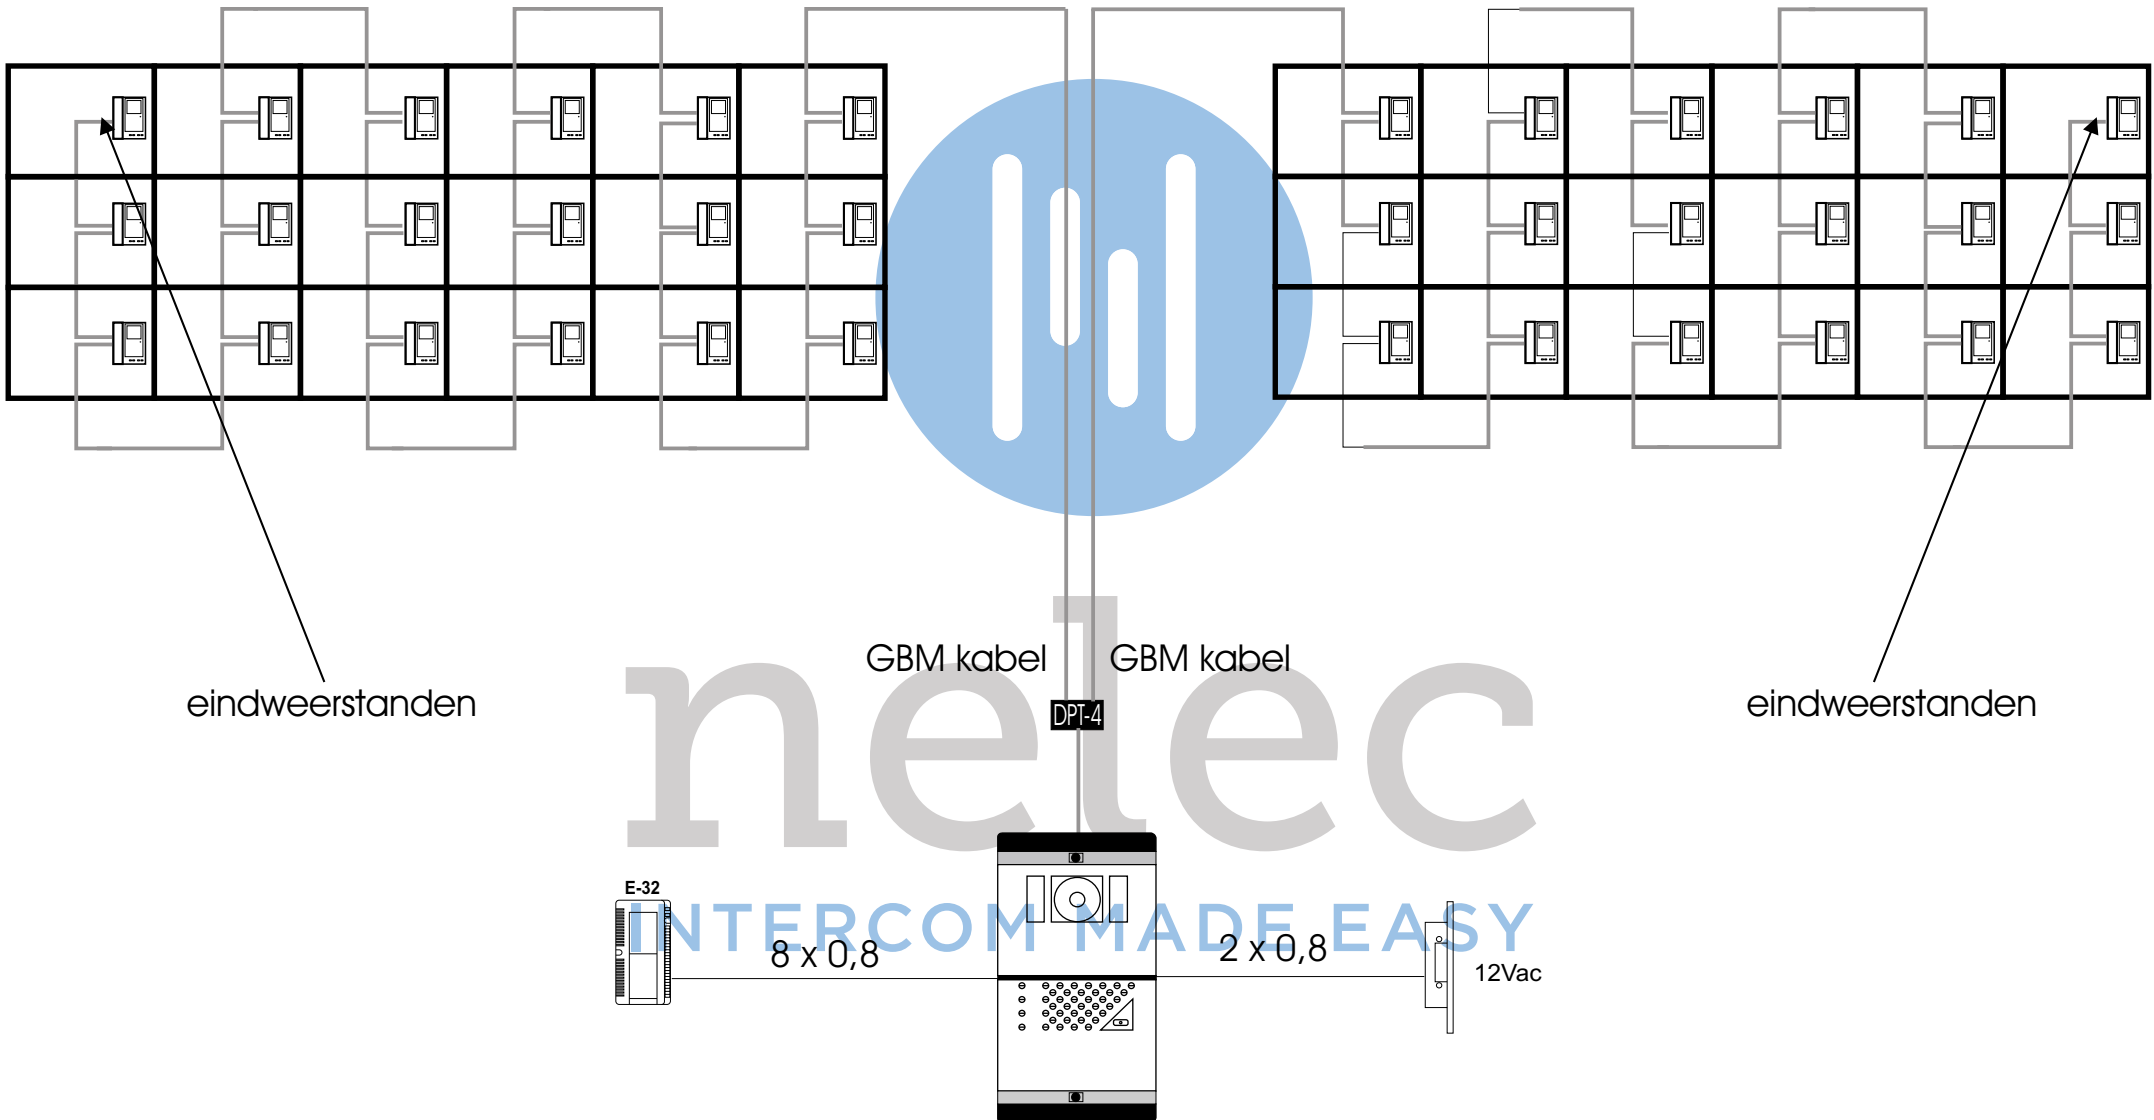 GBM kabel GBM kabel
eindweerstanden eindweerstanden
DPT-4
nelec
E-32
INTERCOM MADE EASY
8 x 0,8 2 x 0,8
12Vac